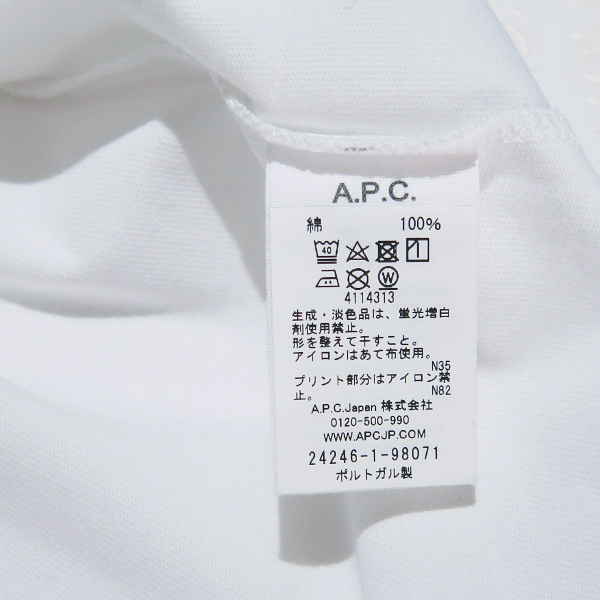 A.P.C.
綿 100%
40
W
4114313
生成・淡色品は、蛍光増白
剤使用禁止。
形を整えて干すこと。
アイロンはあて布使用。
N35
プリント部分はアイロン禁
止。 N82
A.P.C.Japan 株式会社
0120-500-990
WWW.APCJP.COM
24246-1-98071
ポルトガル製